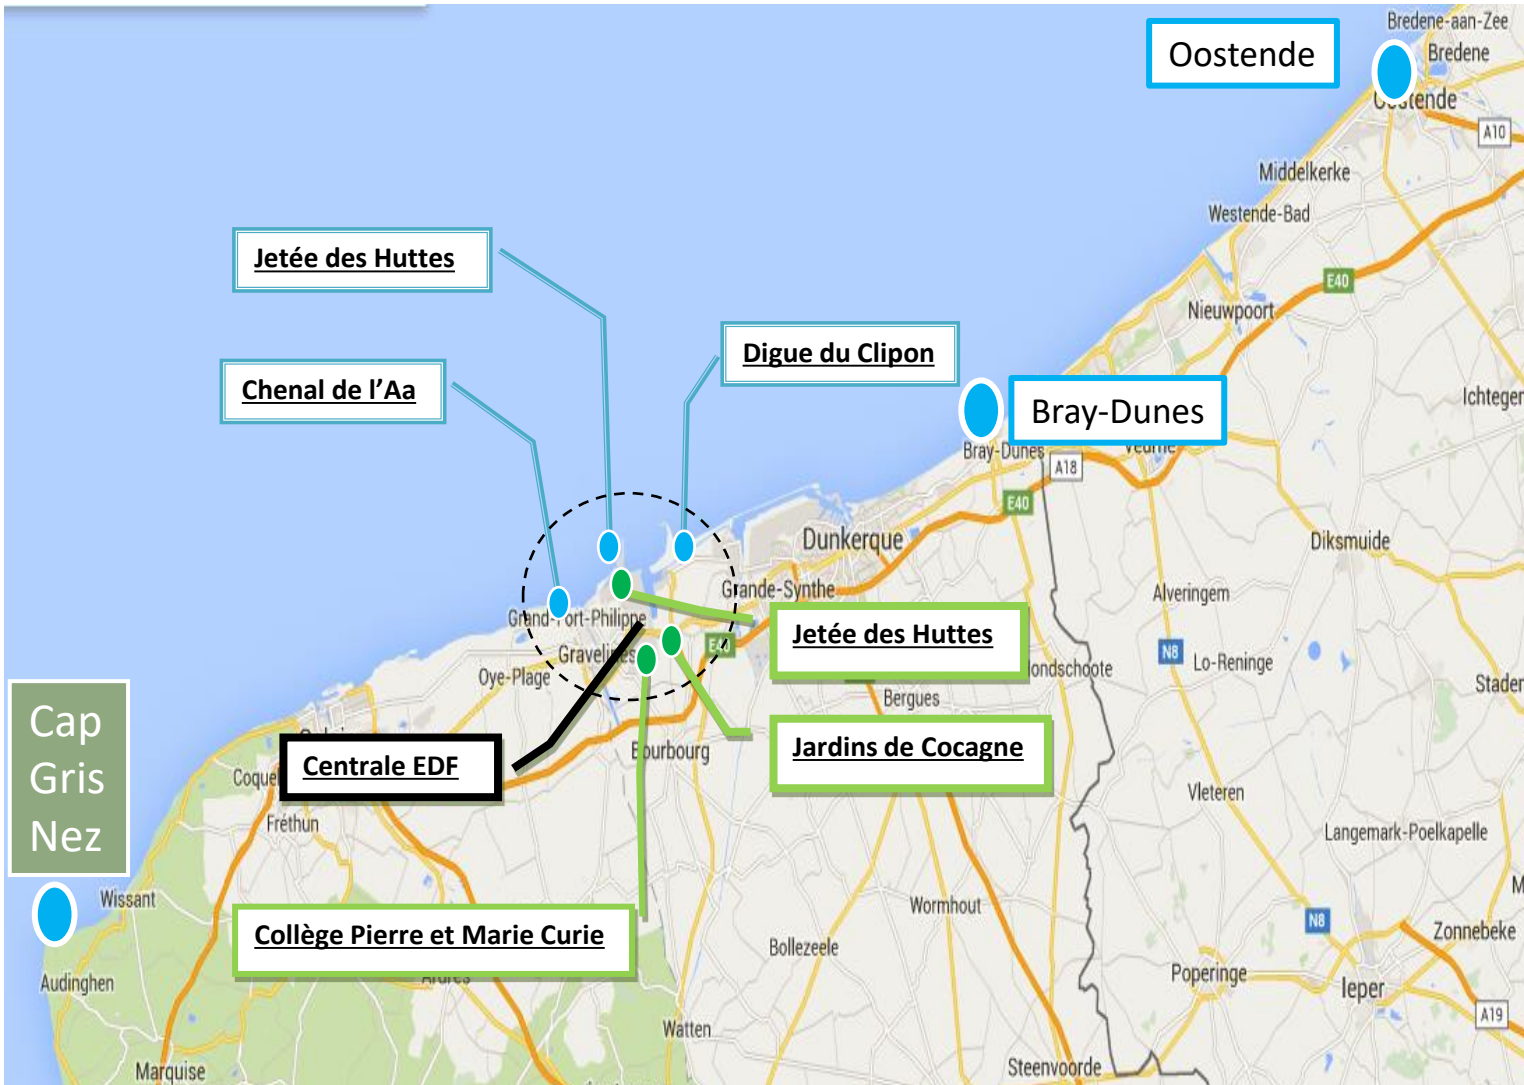 Bredene-aan-Zee
Oostende
Bredene
Oostende
A10
Middelkerke
Westende-Bad
Jetée des Huttes
E40
Nieuwpoort
Digue du Clipon
Chenal de l'Aa
Bray-Dunes
Bray-Dunes
Veurne
A18
E40
Dunkerque
Diksmuide
Grande-Synthe
Alveringem
Grand-Fort-Philippe
Jetée des Huttes
E40
N8
Gravelines
Lo-Reninge
Oye-Plage
Bergues
Cap
Gris
Nez
Jardins de Cocagne
Bourbourg
Centrale EDF
Vleteren
Fréthun
Langemark-Poelkapelle
Wissant
Wormhout
N8
Zonnebeke
Collège Pierre et Marie Curie
Bollezeele
Poperinge
Audinghen
Ieper
A19
Watten
Steenvoorde
Marquise